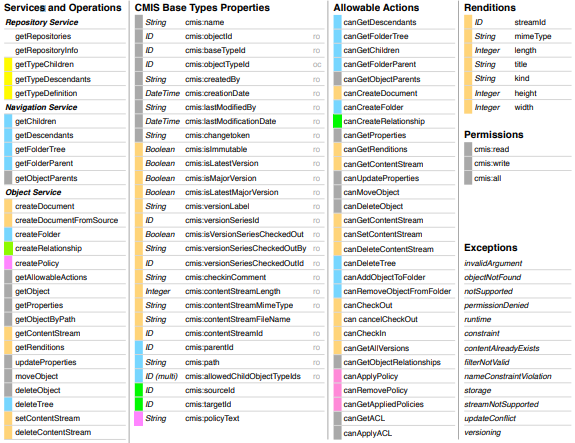 Services and Operations
Repository Service
getRepositories
getRepositoryInfo
getTypeChildren
getTypeDescendants
getTypeDefinition
Navigation Service
getChildren
getDescendants
getFolderTree
getFolderParent
getObjectParents
Object Service
createDocument
createDocumentFromSource
createFolder
createRelationship
createPolicy
getAllowableActions
getObject
getProperties
getObjectByPath
getContentStream
getRenditions
updateProperties
moveObject
deleteObject
deleteTree
setContentStream
deleteContentStream
CMIS Base Types Properties
String cmis:name
ID cmis:objectId ro
ID cmis:baseTypeId ro
ID cmis:objectTypeId oc
String cmis:createdBy ro
DateTime cmis:creationDate ro
String cmis:lastModifiedBy ro
DateTime cmis:lastModificationDate ro
String cmis:changetoken ro
Boolean cmis:isImmutable ro
Boolean cmis:isLatestVersion ro
Boolean cmis:isMajorVersion ro
Boolean cmis:isLatestMajorVersion ro
String cmis:versionLabel ro
ID cmis:versionSeriesId ro
Boolean cmis:isVersionSeriesCheckedOut ro
String cmis:versionSeriesCheckedOutBy ro
ID cmis:versionSeriesCheckedOutId ro
String cmis:checkinComment ro
Integer cmis:contentStreamLength ro
String cmis:contentStreamMimeType ro
String cmis:contentStreamFileName ro
ID cmis:contentStreamId ro
ID cmis:parentId ro
String cmis:path ro
ID (multi) cmis:allowedChildObjectTypeIds ro
ID cmis:sourceId
ID cmis:targetId
String cmis:policyText
Allowable Actions
canGetDescendants
canGetFolderTree
canGetChildren
canGetFolderParent
canGetObjectParents
canCreateDocument
canCreateFolder
canCreateRelationship
canGetProperties
canGetRenditions
canGetContentStream
canUpdateProperties
canMoveObject
canDeleteObject
canGetContentStream
canSetContentStream
canDeleteContentStream
canDeleteTree
canAddObjectToFolder
canRemoveObjectFromFolder
canCheckOut
can cancelCheckOut
canCheckIn
canGetAllVersions
canGetObjectRelationships
canApplyPolicy
canRemovePolicy
canGetAppliedPolicies
canGetACL
canApplyACL
Renditions
ID streamId
String mimeType
Integer length
String title
String kind
Integer height
Integer width
Permissions
cmis:read
cmis:write
cmis:all
Exceptions
invalidArgument
objectNotFound
notSupported
permissionDenied
runtime
constraint
contentAlreadyExists
filterNotValid
nameConstraintViolation
storage
streamNotSupported
updateConflict
versioning